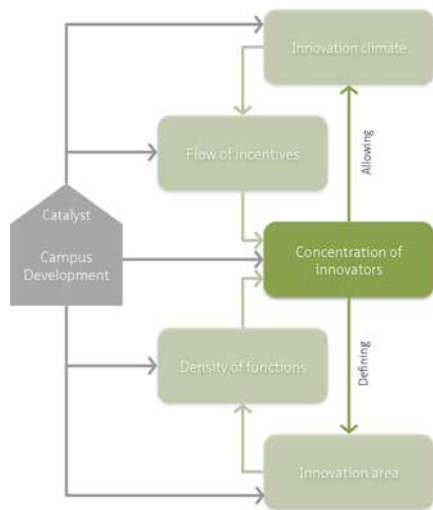 Innovation climate
Flow of incentives
Allowing
Catalyst
Campus
Development
Concentration of
innovators
Density of functions
Defining
Innovation area